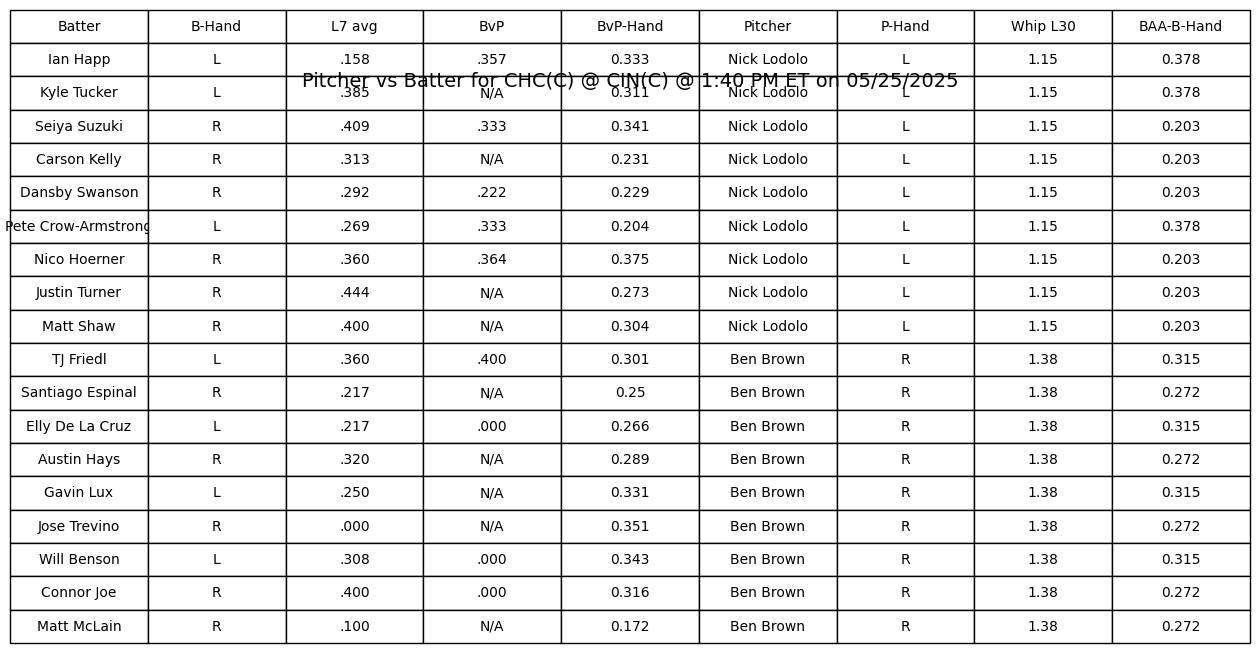 Batter B-Hand L7 avg BvP BvP-Hand Pitcher P-Hand Whip L30 BAA-B-Hand
Ian Happ L .158 .357 0.333 Nick Lodolo L 1.15 0.378
Pitcher vs Batter for CHC(C) @ CIN(C) @ 1:40 PM ET on 05/25/2025
Kyle Tucker L .385 N/A 0.311 Nick Lodolo L 1.15 0.378
Seiya Suzuki R .409 .333 0.341 Nick Lodolo L 1.15 0.203
Carson Kelly R .313 N/A 0.231 Nick Lodolo L 1.15 0.203
Dansby Swanson R .292 .222 0.229 Nick Lodolo L 1.15 0.203
Pete Crow-Armstrong L .269 .333 0.204 Nick Lodolo L 1.15 0.378
Nico Hoerner R .360 .364 0.375 Nick Lodolo L 1.15 0.203
Justin Turner R .444 N/A 0.273 Nick Lodolo L 1.15 0.203
Matt Shaw R .400 N/A 0.304 Nick Lodolo L 1.15 0.203
TJ Friedl L .360 .400 0.301 Ben Brown R 1.38 0.315
Santiago Espinal R .217 N/A 0.25 Ben Brown R 1.38 0.272
Elly De La Cruz L .217 .000 0.266 Ben Brown R 1.38 0.315
Austin Hays R .320 N/A 0.289 Ben Brown R 1.38 0.272
Gavin Lux L .250 N/A 0.331 Ben Brown R 1.38 0.315
Jose Trevino R .000 N/A 0.351 Ben Brown R 1.38 0.272
Will Benson L .308 .000 0.343 Ben Brown R 1.38 0.315
Connor Joe R .400 .000 0.316 Ben Brown R 1.38 0.272
Matt McLain R .100 N/A 0.172 Ben Brown R 1.38 0.272